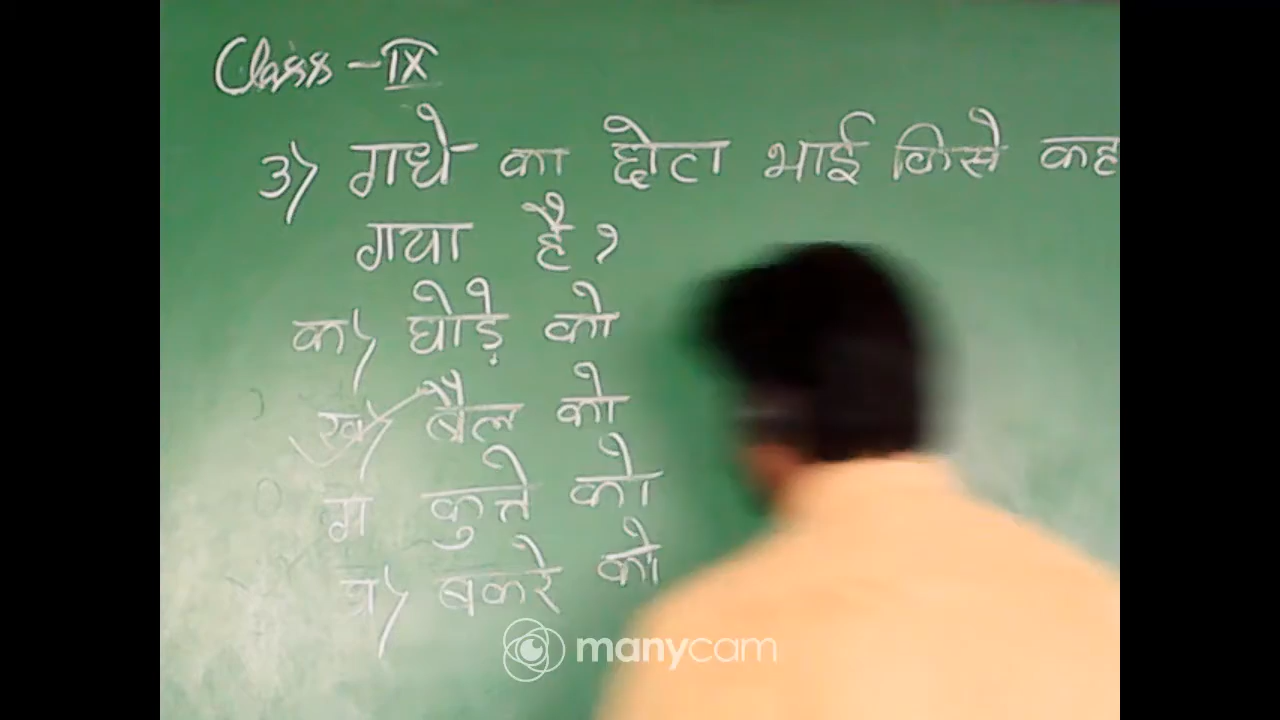 Class - IX
3) गधे का छोटा भाई किसे कह
गया है ?
क) घोड़े को
ख) बैल को
ग कुत्ते को
घ) बकरे को
manycam